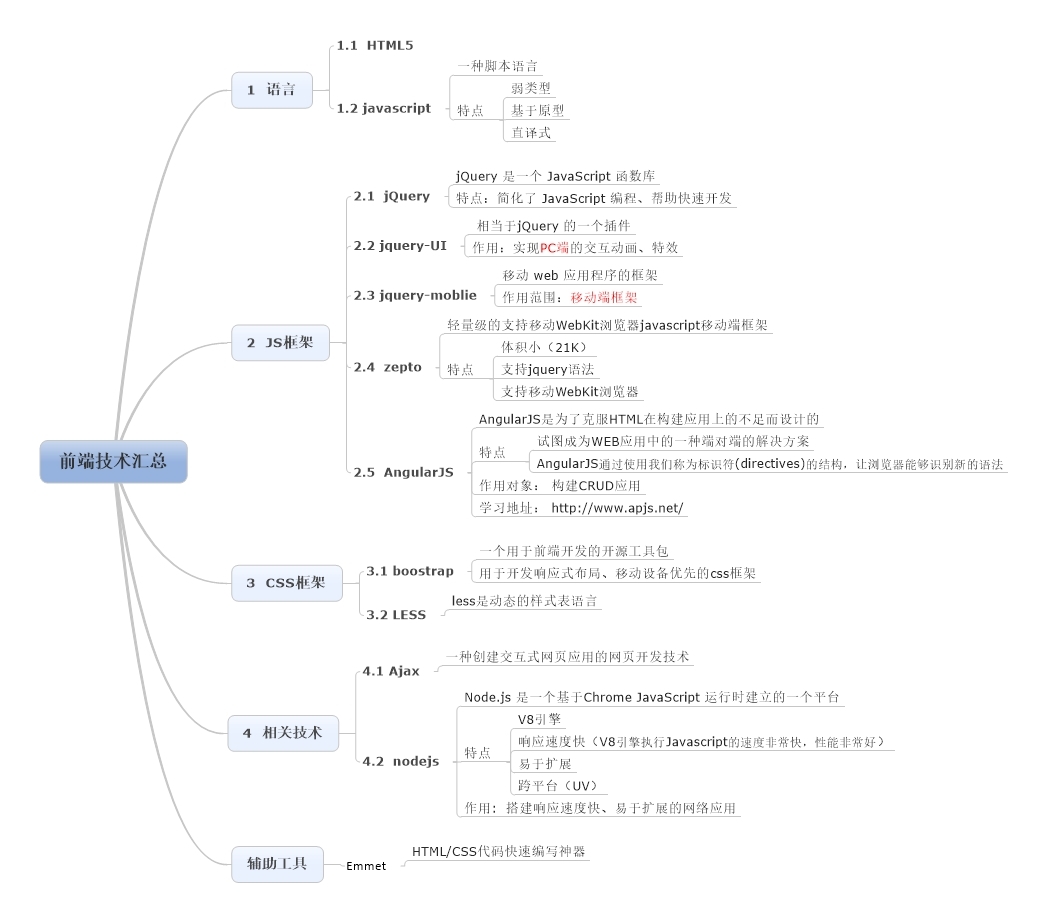 前端技术汇总
1 语言
1.1 HTML5
1.2 javascript
一种脚本语言
特点
弱类型
基于原型
直译式
2 JS框架
2.1 jQuery
jQuery 是一个 JavaScript 函数库
特点：简化了 JavaScript 编程、帮助快速开发
2.2 jquery-UI
相当于jQuery 的一个插件
作用：实现PC端的交互动画、特效
2.3 jquery-moblie
移动 web 应用程序的框架
作用范围：移动端框架
2.4 zepto
轻量级的支持移动WebKit浏览器javascript移动端框架
特点
体积小（21K）
支持jquery语法
支持移动WebKit浏览器
2.5 AngularJS
AngularJS是为了克服HTML在构建应用上的不足而设计的
特点
试图成为WEB应用中的一种端对端的解决方案
AngularJS通过使用我们称为标识符(directives)的结构，让浏览器能够识别新的语法
作用对象： 构建CRUD应用
学习地址： http://www.apjs.net/
3 CSS框架
3.1 boostrap
一个用于前端开发的开源工具包
用于开发响应式布局、移动设备优先的css框架
3.2 LESS
less是动态的样式表语言
4 相关技术
4.1 Ajax
一种创建交互式网页应用的网页开发技术
4.2 nodejs
Node.js 是一个基于Chrome JavaScript 运行时建立的一个平台
特点
V8引擎
响应速度快（V8引擎执行Javascript的速度非常快，性能非常好）
易于扩展
跨平台（UV）
作用：搭建响应速度快、易于扩展的网络应用
辅助工具
Emmet
HTML/CSS代码快速编写神器